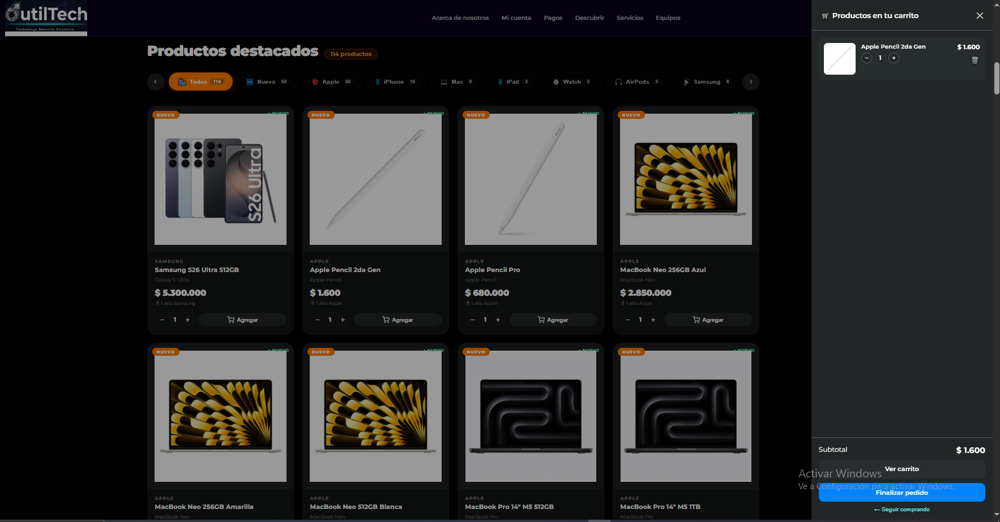 utilTech
Technology.Security.Solutions.
Acerca de nosotros
Mi cuenta
Pagos
Descubrir
Servicios
Equipos
Productos destacados
114 productos
Todos 114
Nuevo 60
Apple 88
iPhone 18
Mac 9
iPad 3
Watch 5
AirPods 3
Samsung 8
NUEVO
NUEVO
S26 Ultra
SAMSUNG
Samsung S26 Ultra 512GB
Galaxy S Ultra
$ 5.300.000
1 año Samsung
− 1 +
Agregar
NUEVO
NUEVO
APPLE
Apple Pencil 2da Gen
Apple Pencil
$ 1.600
1 año Apple
− 1 +
Agregar
NUEVO
NUEVO
APPLE
Apple Pencil Pro
Apple Pencil
$ 680.000
1 año Apple
− 1 +
Agregar
NUEVO
NUEVO
APPLE
MacBook Neo 256GB Azul
MacBook Neo
$ 2.850.000
1 año Apple
− 1 +
Agregar
NUEVO
NUEVO
APPLE
MacBook Neo 256GB Amarilla
MacBook Neo
NUEVO
NUEVO
APPLE
MacBook Neo 512GB Blanca
MacBook Neo
NUEVO
NUEVO
APPLE
MacBook Pro 14" M5 512GB
MacBook Pro
NUEVO
NUEVO
APPLE
MacBook Pro 14" M5 1TB
MacBook Pro
Productos en tu carrito
Apple Pencil 2da Gen
$ 1.600
− 1 +
Subtotal
$ 1.600
Ver carrito
Finalizar pedido
← Seguir comprando
Activar Windows
Ve a Configuración para activar Windows.